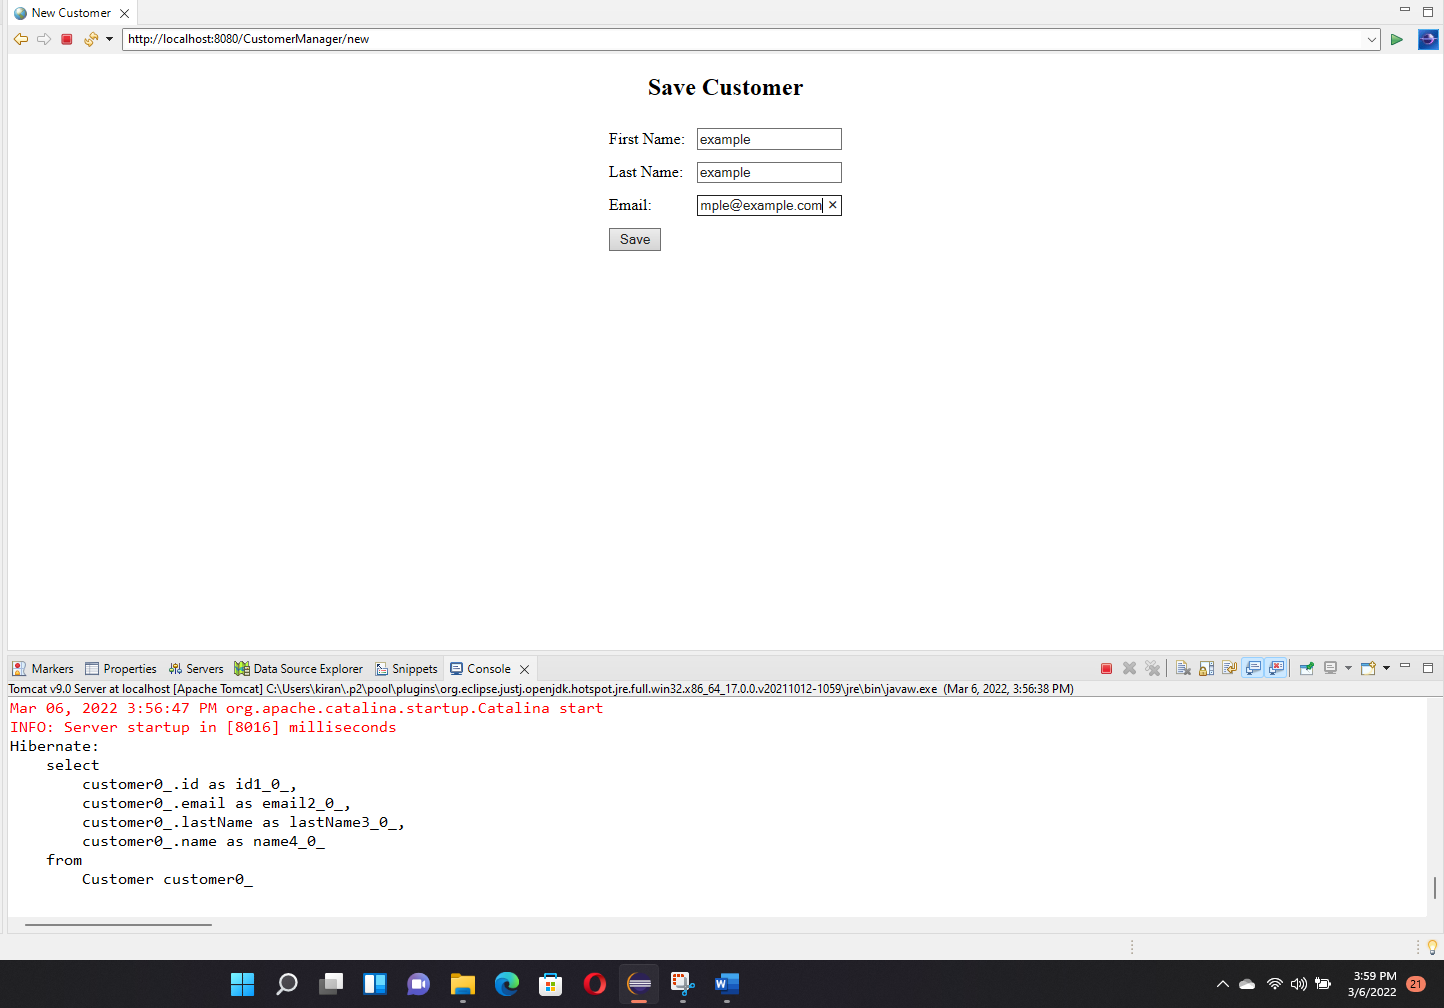 New Customer
http://localhost:8080/CustomerManager/new
Save Customer
First Name: example
Last Name: example
Email: mple@example.com
Save
Markers Properties Servers Data Source Explorer Snippets Console
Tomcat v9.0 Server at localhost [Apache Tomcat] C:\Users\kiran\.p2\pool\plugins\org.eclipse.justj.openjdk.hotspot.jre.full.win32.x86_64_17.0.0.v20211012-1059\jre\bin\javaw.exe (Mar 6, 2022, 3:56:38 PM)
Mar 06, 2022 3:56:47 PM org.apache.catalina.startup.Catalina start
INFO: Server startup in [8016] milliseconds
Hibernate:
select
customer0_.id as id1_0_,
customer0_.email as email2_0_,
customer0_.lastName as lastName3_0_,
customer0_.name as name4_0_
from
Customer customer0_
3:59 PM
3/6/2022
21